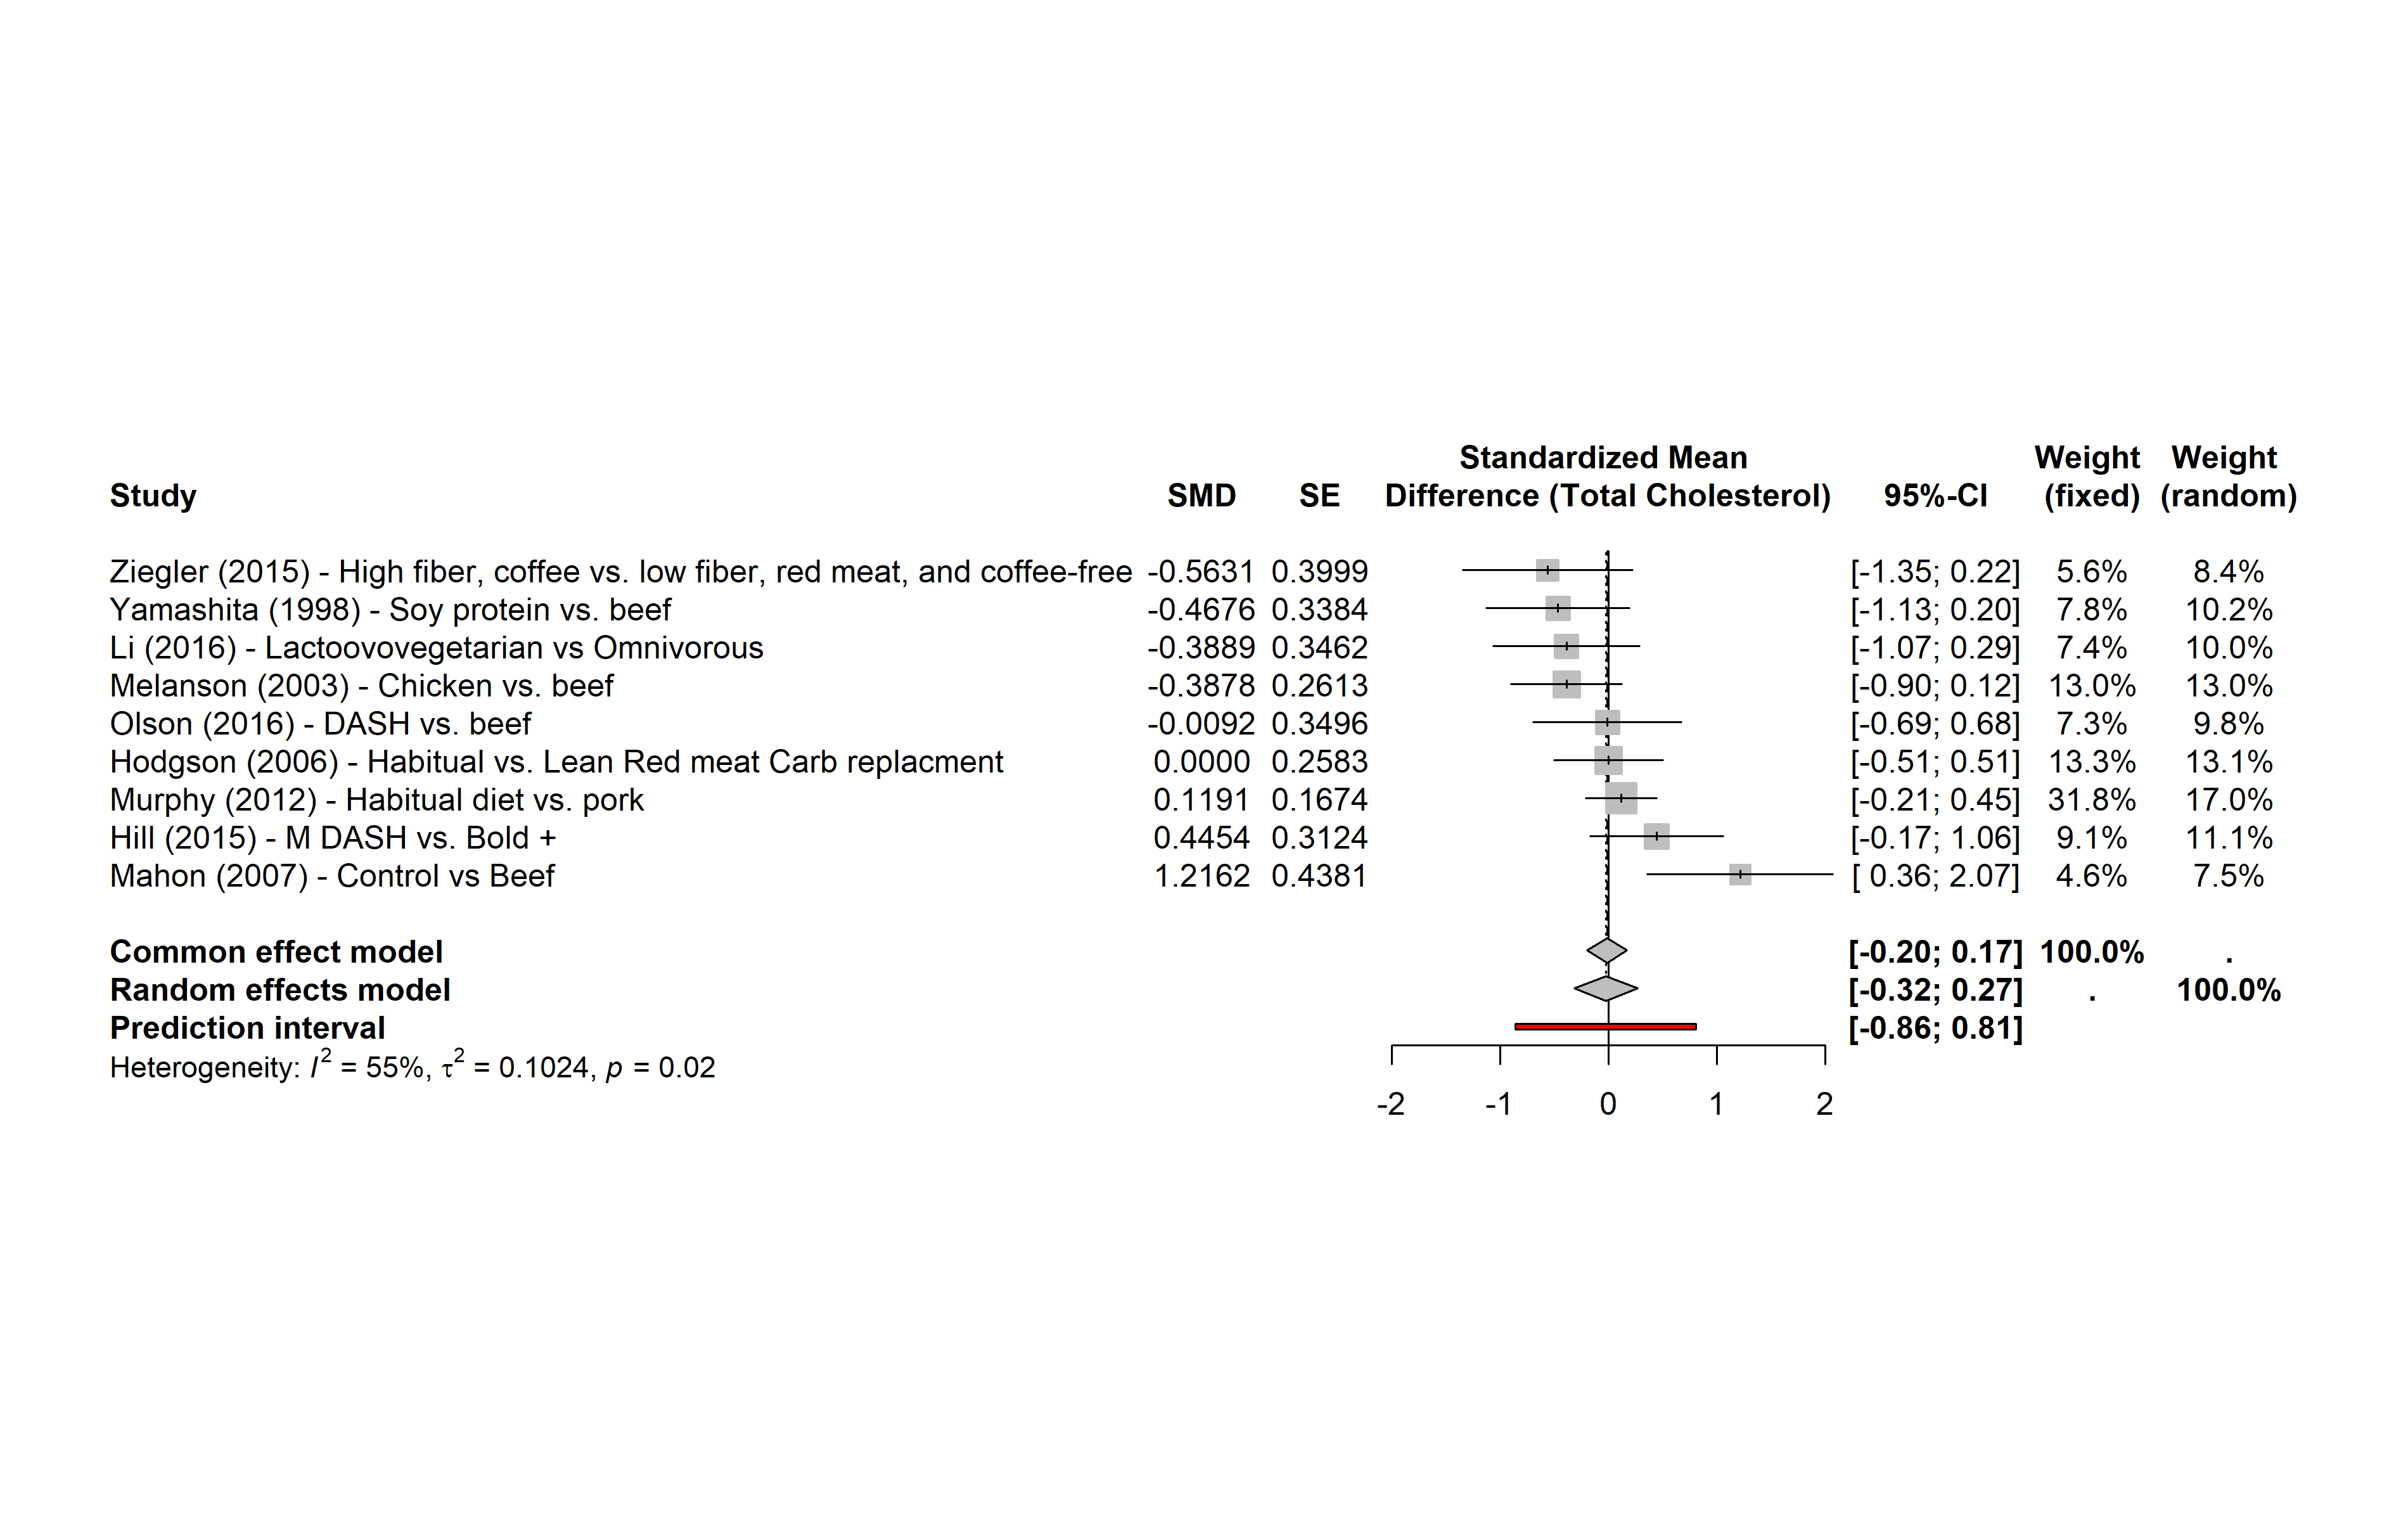 Standardized Mean Weight Weight
Study SMD SE Difference (Total Cholesterol) 95%-CI (fixed) (random)
Ziegler (2015) - High fiber, coffee vs. low fiber, red meat, and coffee-free -0.5631 0.3999 [-1.35; 0.22] 5.6% 8.4%
Yamashita (1998) - Soy protein vs. beef -0.4676 0.3384 [-1.13; 0.20] 7.8% 10.2%
Li (2016) - Lactoovovegetarian vs Omnivorous -0.3889 0.3462 [-1.07; 0.29] 7.4% 10.0%
Melanson (2003) - Chicken vs. beef -0.3878 0.2613 [-0.90; 0.12] 13.0% 13.0%
Olson (2016) - DASH vs. beef -0.0092 0.3496 [-0.69; 0.68] 7.3% 9.8%
Hodgson (2006) - Habitual vs. Lean Red meat Carb replacment 0.0000 0.2583 [-0.51; 0.51] 13.3% 13.1%
Murphy (2012) - Habitual diet vs. pork 0.1191 0.1674 [-0.21; 0.45] 31.8% 17.0%
Hill (2015) - M DASH vs. Bold + 0.4454 0.3124 [-0.17; 1.06] 9.1% 11.1%
Mahon (2007) - Control vs Beef 1.2162 0.4381 [ 0.36; 2.07] 4.6% 7.5%
Common effect model [-0.20; 0.17] 100.0% .
Random effects model [-0.32; 0.27] . 100.0%
Prediction interval [-0.86; 0.81]
Heterogeneity: I² = 55%, τ² = 0.1024, p = 0.02
-2 -1 0 1 2